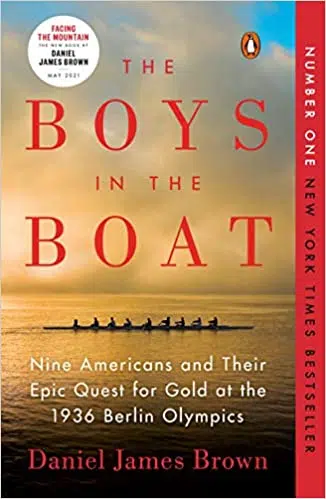 FACING
THE MOUNTAIN
THE NEW BOOK BY
DANIEL
JAMES BROWN
MAY 2021
THE
BOYS
IN THE
BOAT
Nine Americans and Their
Epic Quest for Gold at the
1936 Berlin Olympics
Daniel James Brown
NUMBER ONE NEW YORK TIMES BESTSELLER